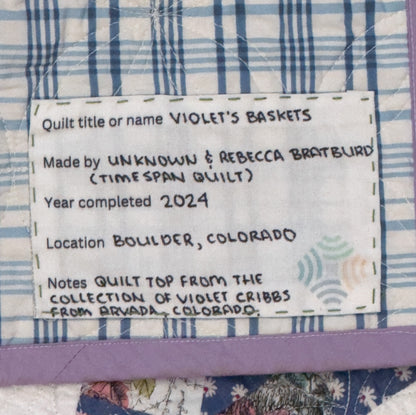 Quilt title or name VIOLET'S BASKETS
Made by UNKNOWN & REBECCA BRATBURD
(TIMESPAN QUILT)
Year completed 2024
Location BOULDER, COLORADO
Notes QUILT TOP FROM THE
COLLECTION OF VIOLET CRIBBS
FROM ARVADA, COLORADO.